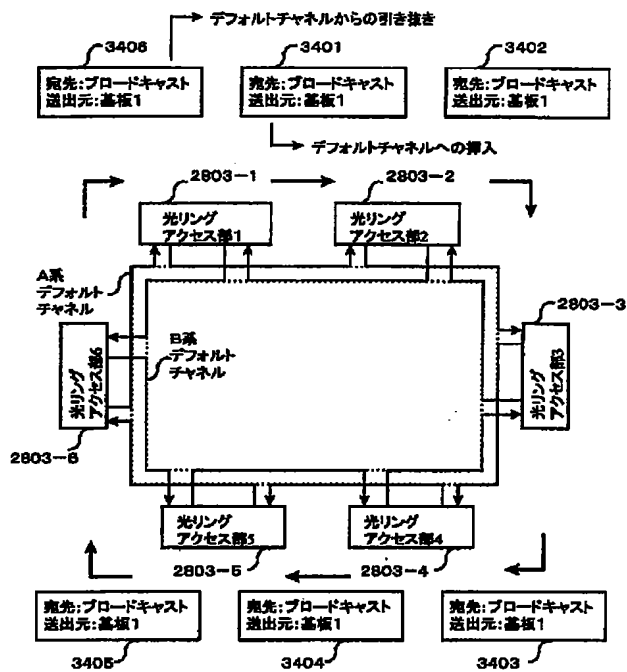 デフォルトチャネルからの引き抜き
3406
3401
3402
宛先:ブロードキャスト
送出元:基板1
宛先:ブロードキャスト
送出元:基板1
宛先:ブロードキャスト
送出元:基板1
デフォルトチャネルへの挿入
2803-1
2803-2
光リング
アクセス部1
光リング
アクセス部2
A系
デフォルト
チャネル
2803-3
B系
デフォルト
チャネル
光リング
アクセス部6
光リング
アクセス部3
2803-6
光リング
アクセス部5
光リング
アクセス部4
2803-5
2803-4
宛先:ブロードキャスト
送出元:基板1
宛先:ブロードキャスト
送出元:基板1
宛先:ブロードキャスト
送出元:基板1
3405
3404
3403